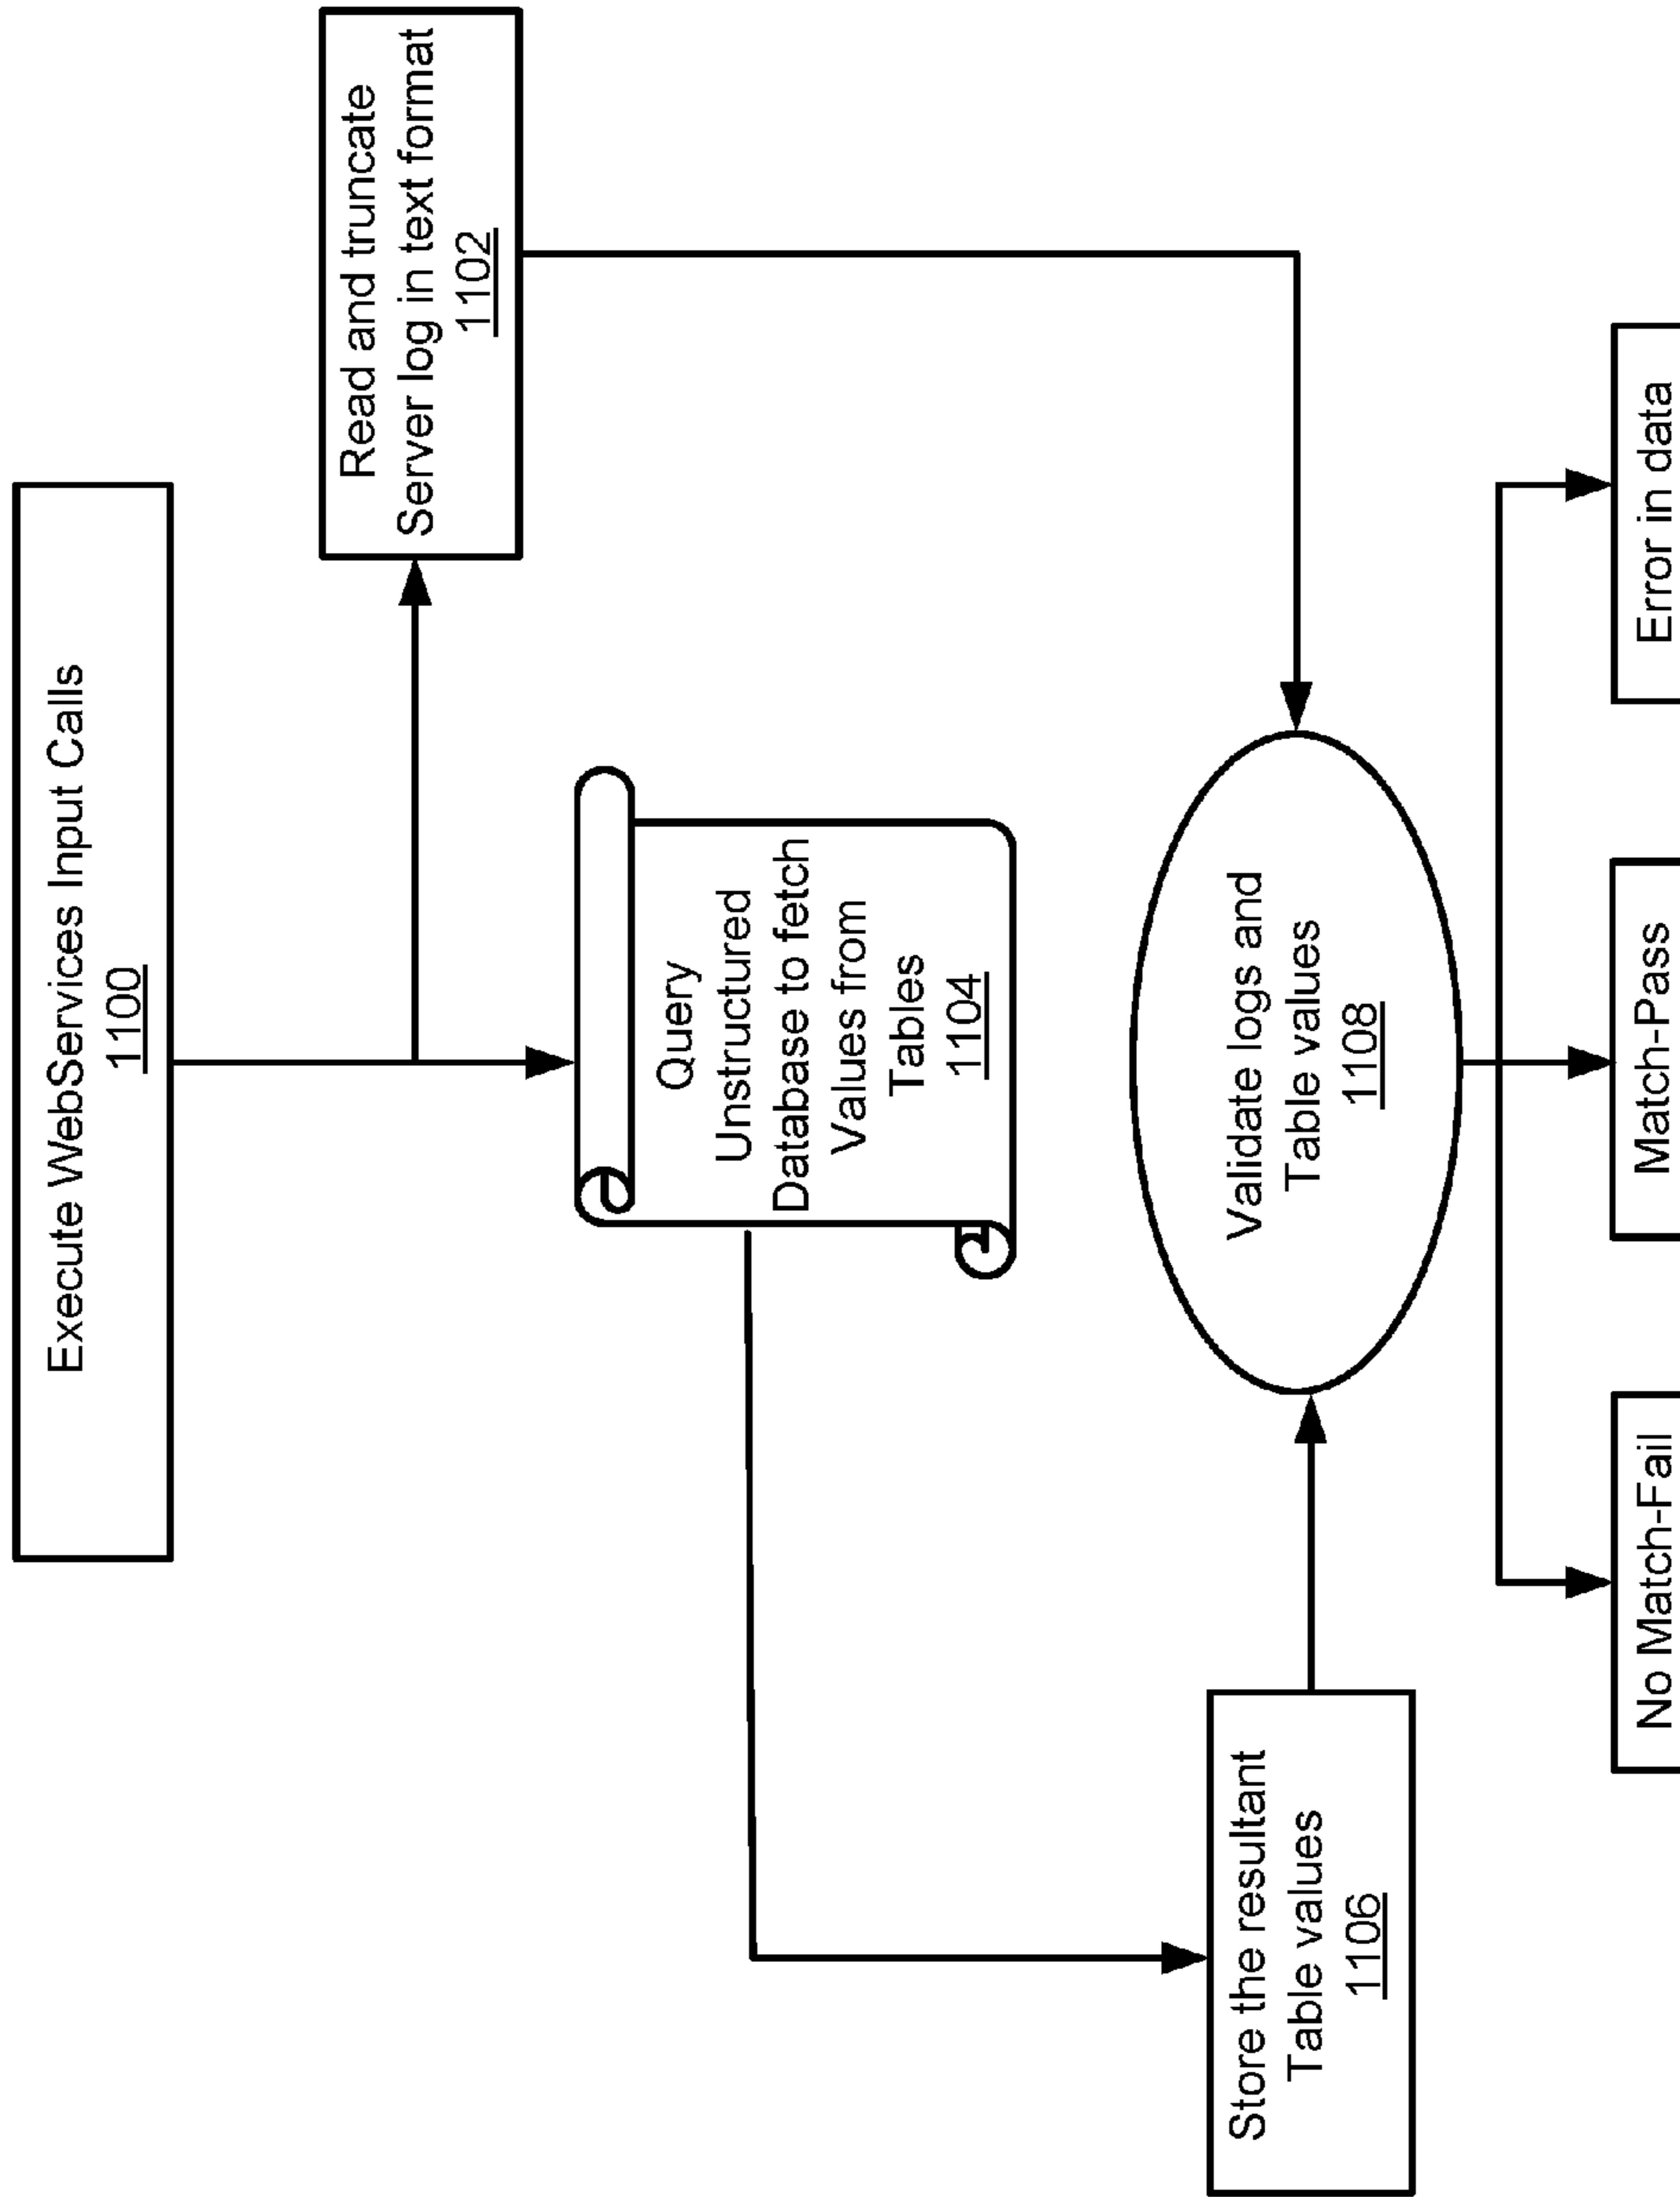 Execute WebServices Input Calls
1100
Read and truncate
Server log in text format
1102
Query
Unstructured
Database to fetch
Values from
Tables
1104
Store the resultant
Table values
1106
Validate logs and
Table values
1108
No Match-Fail
Match-Pass
Error in data